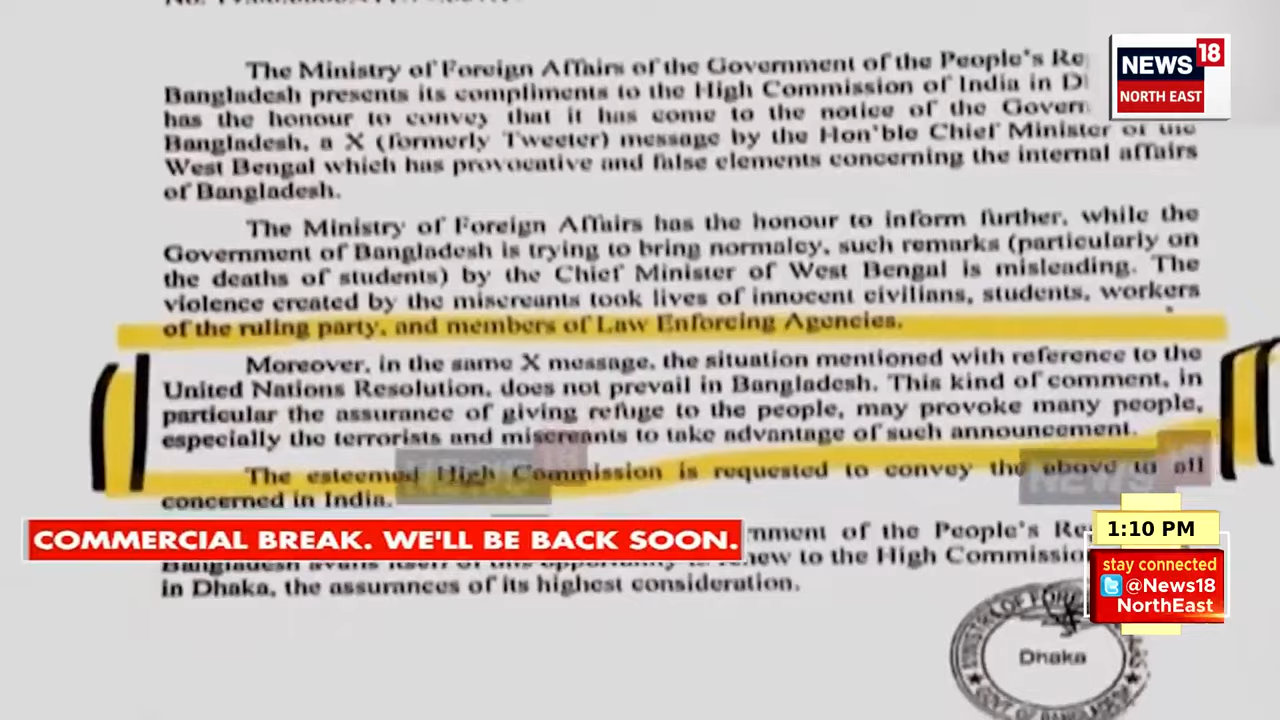 The Ministry of Foreign Affairs of the Government of the People's Re
Bangladesh presents its compliments to the High Commission of India in D
has the honour to convey that it has come to the notice of the Govern
Bangladesh, a X (formerly Tweeter) message by the Hon'ble Chief Minister of the
West Bengal which has provocative and false elements concerning the internal affairs
of Bangladesh.
The Ministry of Foreign Affairs has the honour to inform further, while the
Government of Bangladesh is trying to bring normalcy, such remarks (particularly on
the deaths of students) by the Chief Minister of West Bengal is misleading. The
violence created by the miscreants took lives of innocent civilians, students, workers
of the ruling party, and members of Law Enforcing Agencies.
Moreover, in the same X message, the situation mentioned with reference to the
United Nations Resolution, does not prevail in Bangladesh. This kind of comment, in
particular the assurance of giving refuge to the people, may provoke many people,
especially the terrorists and miscreants to take advantage of such announcement.
The esteemed High Commission is requested to convey the above to all
concerned in India.
nment of the People's Re
new to the High Commissio
in Dhaka, the assurances of its highest consideration.
Dhaka
NEWS 18
NORTH EAST
COMMERCIAL BREAK. WE'LL BE BACK SOON.
1:10 PM
stay connected
@News18
NorthEast